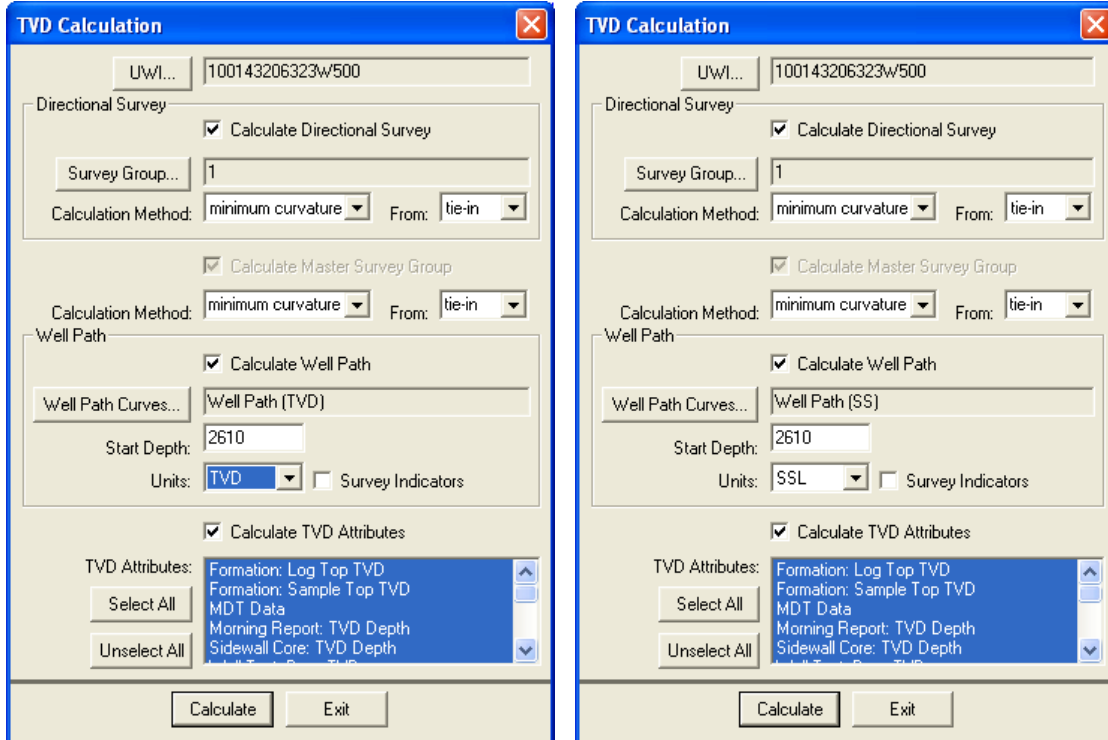 TVD Calculation
UWI... 100143206323W500
Directional Survey
Calculate Directional Survey
Survey Group... 1
Calculation Method: minimum curvature From: tie-in
Calculate Master Survey Group
Calculation Method: minimum curvature From: tie-in
Well Path
Calculate Well Path
Well Path Curves... Well Path (TVD)
Start Depth: 2610
Units: TVD Survey Indicators
Calculate TVD Attributes
TVD Attributes: Formation: Log Top TVD
Formation: Sample Top TVD
Select All MDT Data
Morning Report: TVD Depth
Unselect All Sidewall Core: TVD Depth
Calculate Exit
TVD Calculation
UWI... 100143206323W500
Directional Survey
Calculate Directional Survey
Survey Group... 1
Calculation Method: minimum curvature From: tie-in
Calculate Master Survey Group
Calculation Method: minimum curvature From: tie-in
Well Path
Calculate Well Path
Well Path Curves... Well Path (SS)
Start Depth: 2610
Units: SSL Survey Indicators
Calculate TVD Attributes
TVD Attributes: Formation: Log Top TVD
Formation: Sample Top TVD
Select All MDT Data
Morning Report: TVD Depth
Unselect All Sidewall Core: TVD Depth
Calculate Exit